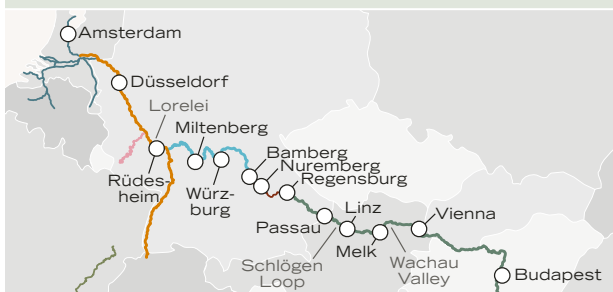 Amsterdam
Düsseldorf
Lorelei
Miltenberg
Rüdes-
heim
Würz-
burg
Bamberg
Nuremberg
Regensburg
Passau
Linz
Schlögen
Loop
Melk
Vienna
Wachau
Valley
Budapest